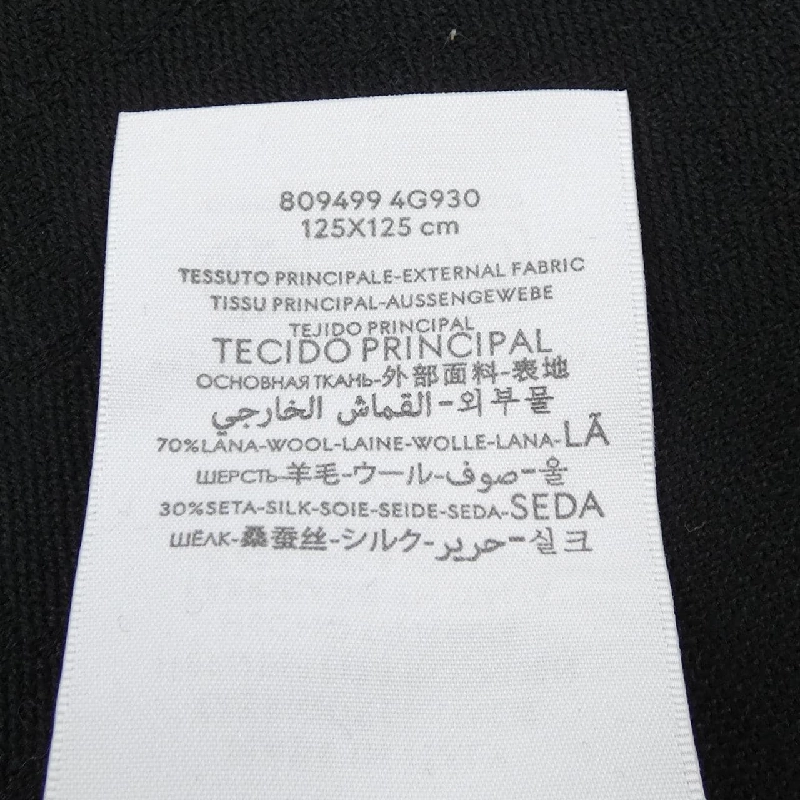 809499 4G930
125X125 cm
TESSUTO PRINCIPALE-EXTERNAL FABRIC
TISSU PRINCIPAL-AUSSENGEWEBE
TEJIDO PRINCIPAL
TECIDO PRINCIPAL
ОСНОВНАЯ ТКАНЬ-外部面料-表地
القماش الخارجي-외부물
70%LANA-WOOL-LAINE-WOLLE-LANA-LÃ
ШЕРСТЬ-羊毛-ウール-صوف-울
30%SETA-SILK-SOIE-SEIDE-SEDA-SEDA
ШЁЛК-桑蚕丝-シルク-حرير-실크